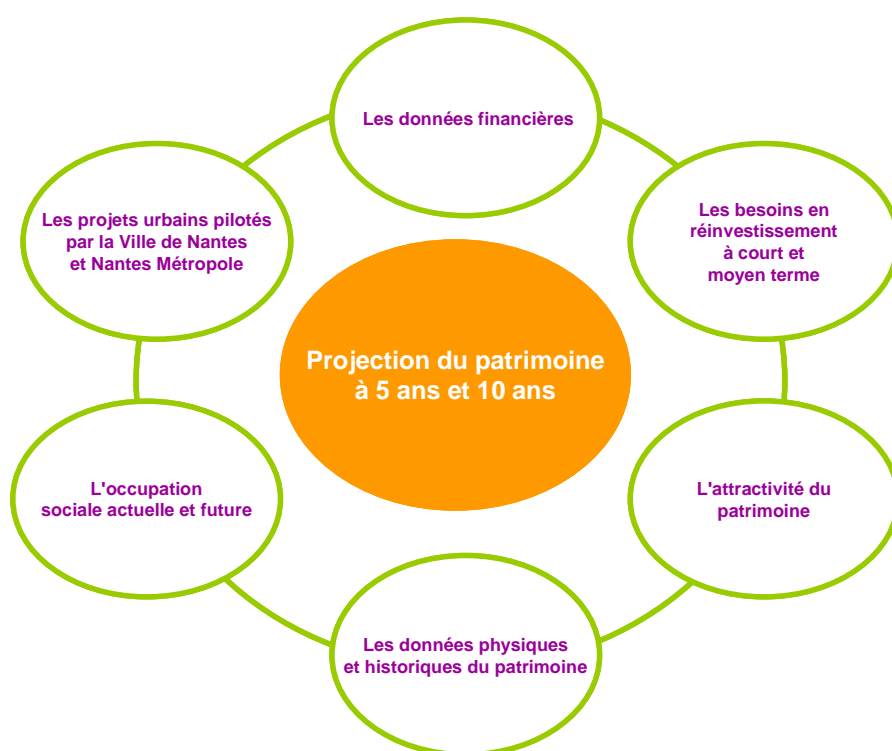 Les données financières
Les projets urbains pilotés
par la Ville de Nantes
et Nantes Métropole
Les besoins en
réinvestissement
à court et
moyen terme
Projection du patrimoine
à 5 ans et 10 ans
L'occupation
sociale actuelle et future
L'attractivité du
patrimoine
Les données physiques
et historiques du patrimoine